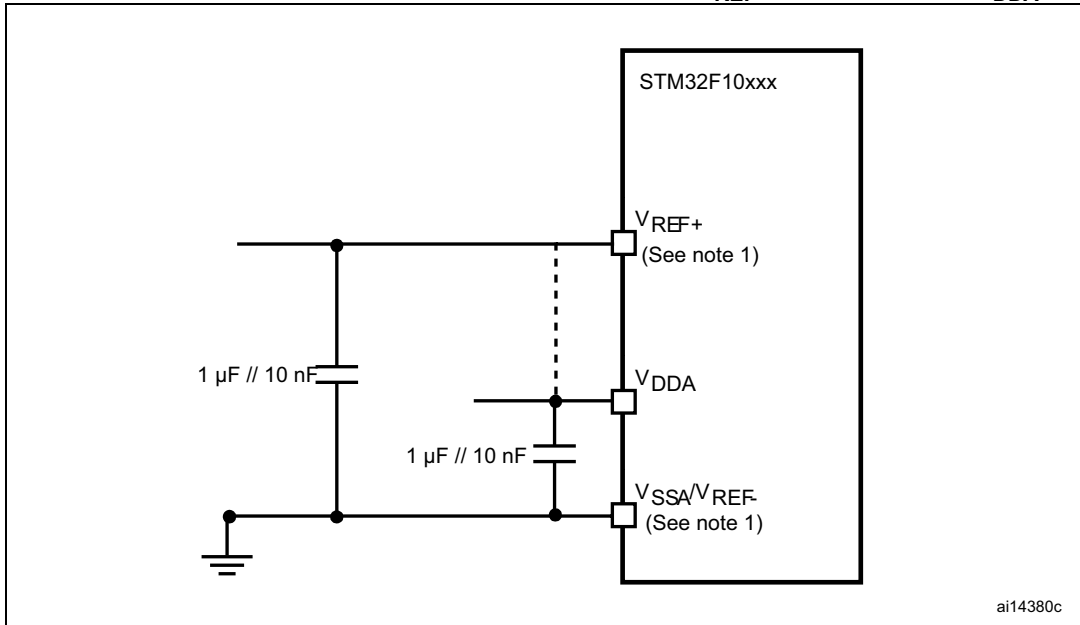 STM32F10xxx
VREF+
(See note 1)
1 µF // 10 nF
VDDA
1 µF // 10 nF
VSSA/VREF-
(See note 1)
ai14380c